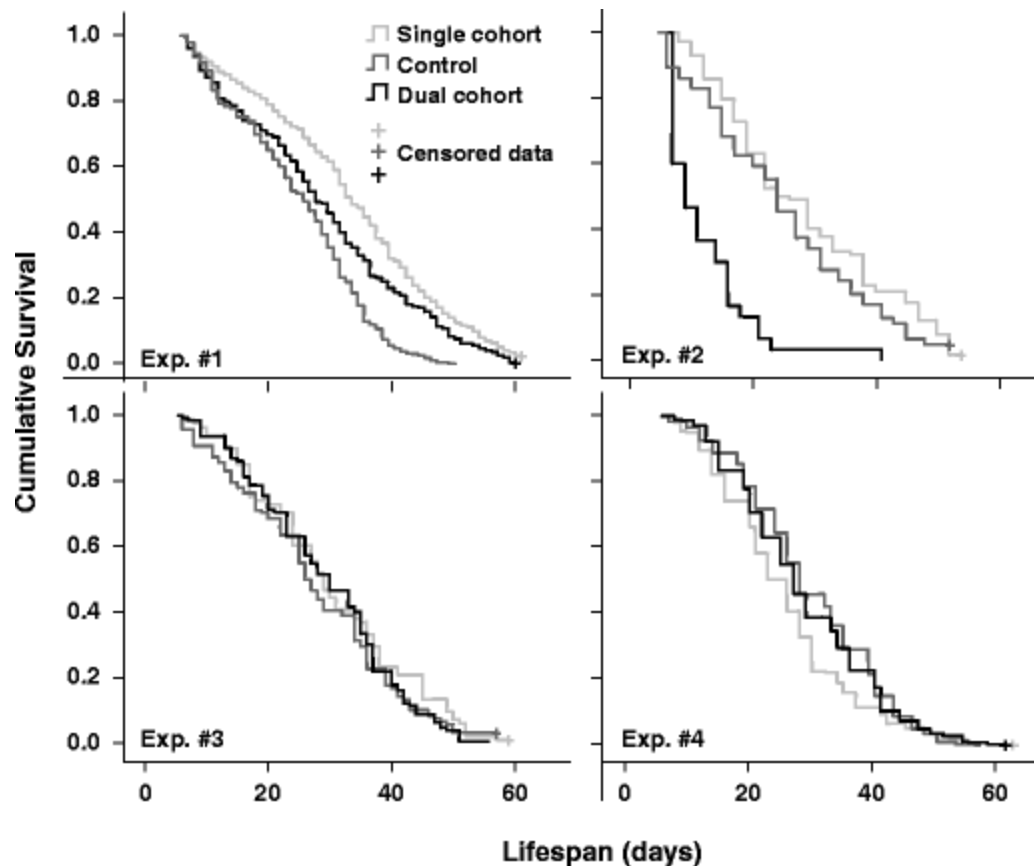 Cumulative Survival
1.0
0.8
0.6
0.4
0.2
0.0
Single cohort
Control
Dual cohort
Censored data
Exp. #1
Exp. #2
1.0
0.8
0.6
0.4
0.2
0.0
Exp. #3
Exp. #4
0 20 40 60
0 20 40 60
Lifespan (days)